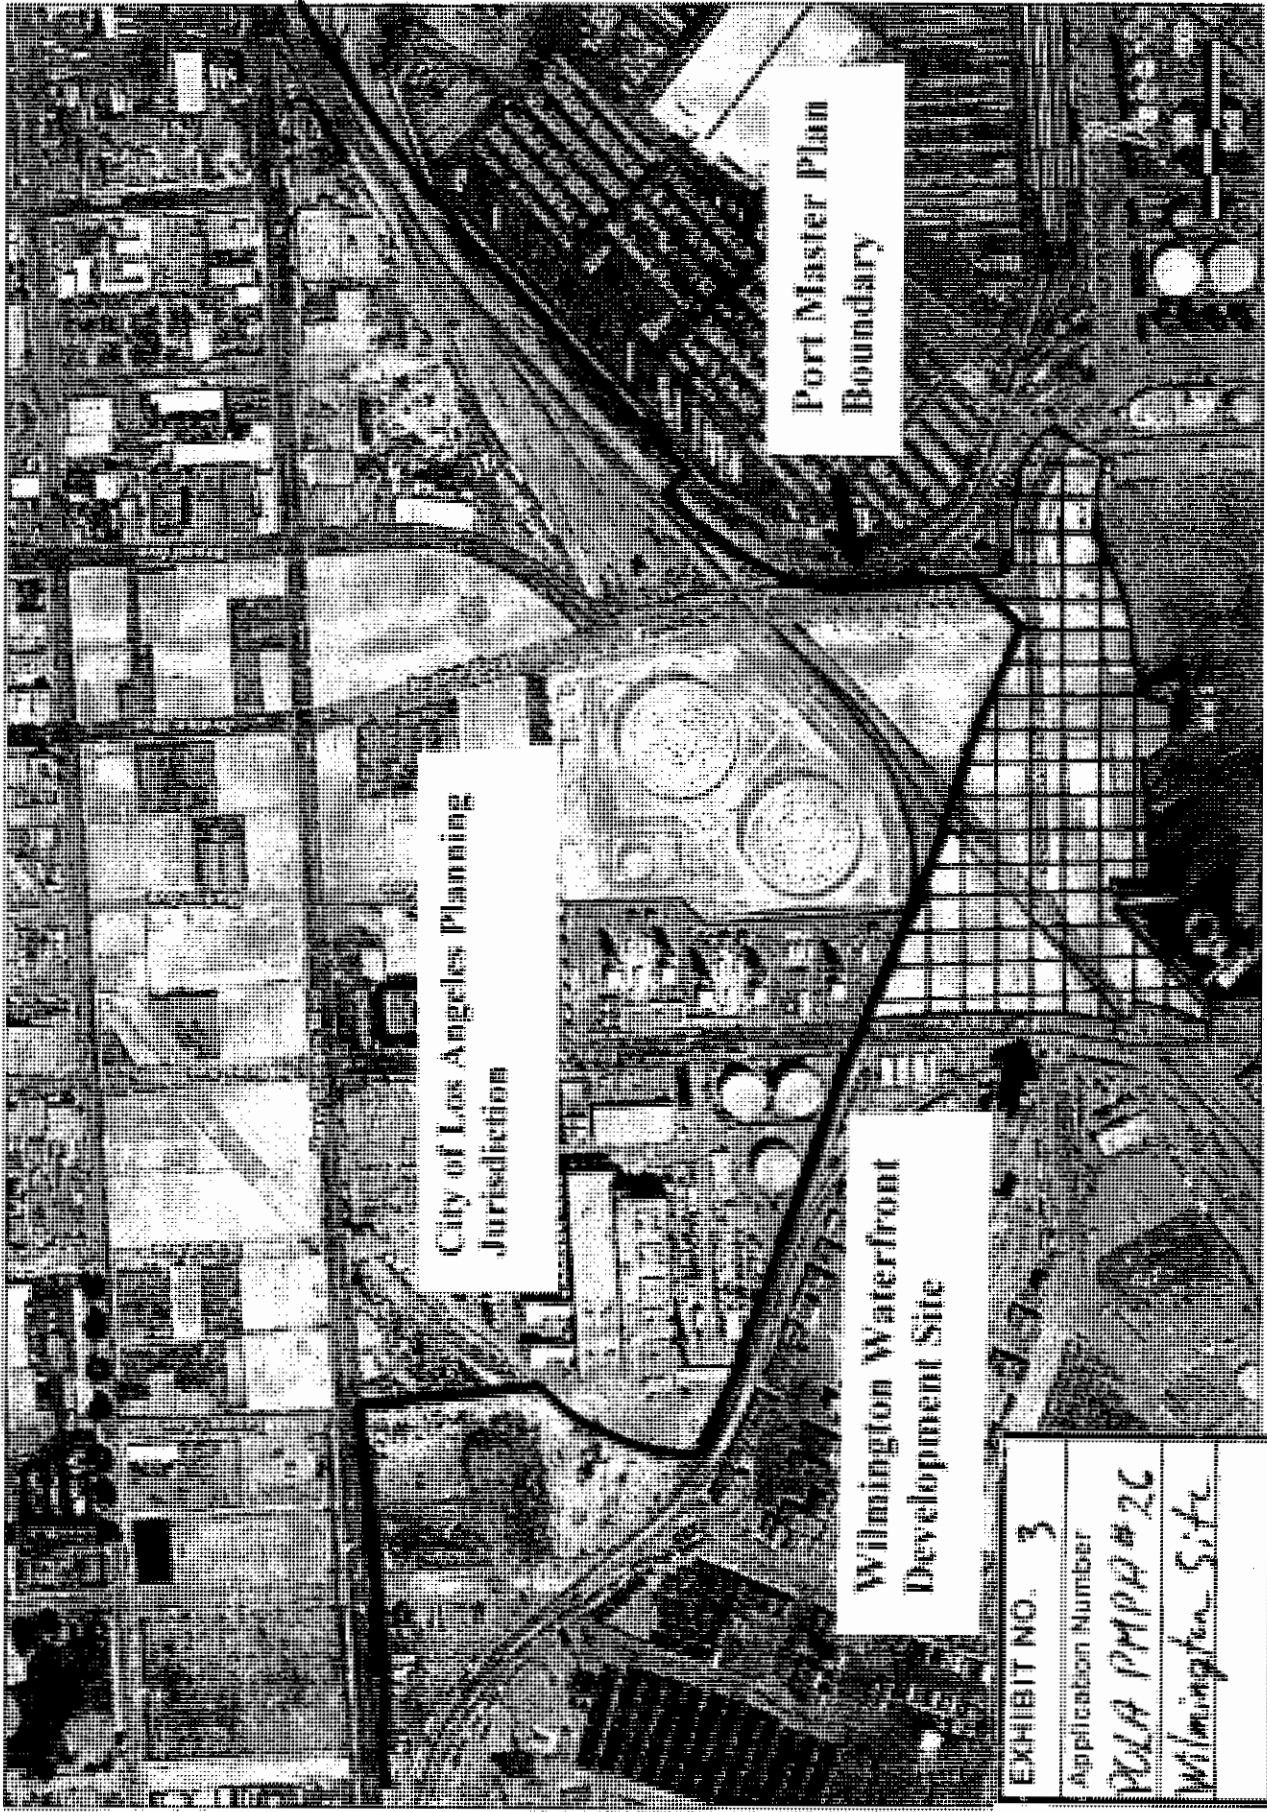 City of Los Angeles Planning
Jurisdiction
Port Master Plan
Boundary
Wilmington Waterfront
Development Site
EXHIBIT NO. 3
Application Number
POLA PMPA #26
Wilmington Site